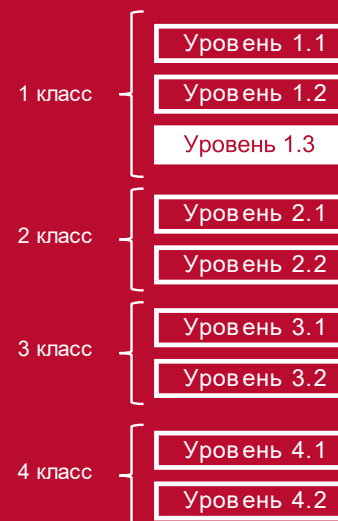 Уровень 1.1
1 класс
Уровень 1.2
Уровень 1.3
Уровень 2.1
2 класс
Уровень 2.2
Уровень 3.1
3 класс
Уровень 3.2
Уровень 4.1
4 класс
Уровень 4.2